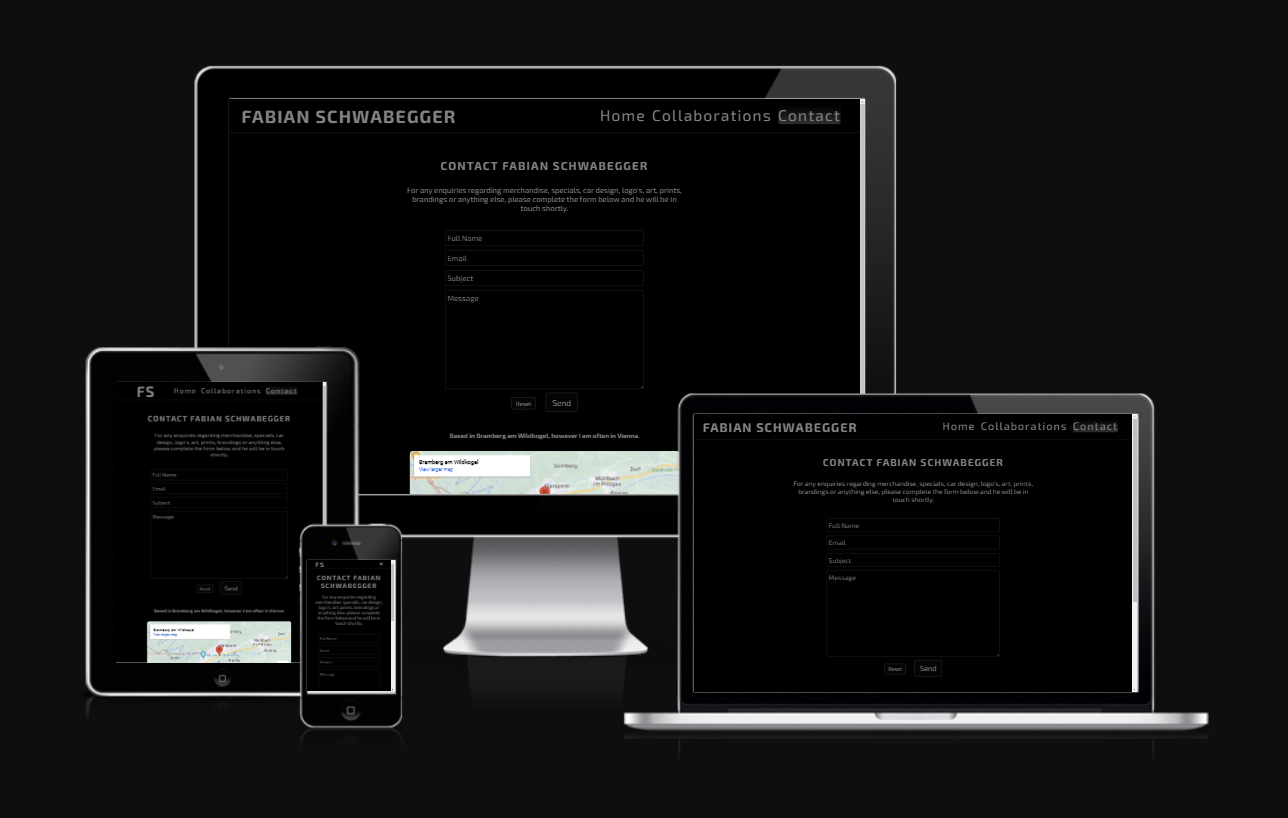 FABIAN SCHWABEGGER
Home Collaborations Contact
CONTACT FABIAN SCHWABEGGER
For any enquiries regarding merchandise, specials, car design, logo's, art, prints,
brandings or anything else, please complete the form below and he will be in
touch shortly.
Full Name
Email
Subject
Message
Reset Send
Based in Bramberg am Wildkogel, however I am often in Vienna.
Bramberg am Wildkogel
View larger map
Dorf
Mühlbach
im Pinzgau
FS
Home Collaborations Contact
CONTACT FABIAN SCHWABEGGER
For any enquiries regarding merchandise, specials, car
design, logo's, art, prints, brandings or anything else,
please complete the form below and he will be in touch
shortly.
Full Name
Email
Subject
Message
Reset Send
Based in Bramberg am Wildkogel, however I am often in Vienna.
Bramberg am Wildkogel
View larger map
Dorf
Mühlbach
im Pinzgau
FS
CONTACT FABIAN
SCHWABEGGER
For any enquiries regarding
merchandise, specials, car design,
logo's, art, prints, brandings or
anything else, please complete
the form below and he will be in
touch shortly.
Full Name
Email
Subject
Message
FABIAN SCHWABEGGER
Home Collaborations Contact
CONTACT FABIAN SCHWABEGGER
For any enquiries regarding merchandise, specials, car design, logo's, art, prints,
brandings or anything else, please complete the form below and he will be in
touch shortly.
Full Name
Email
Subject
Message
Reset Send